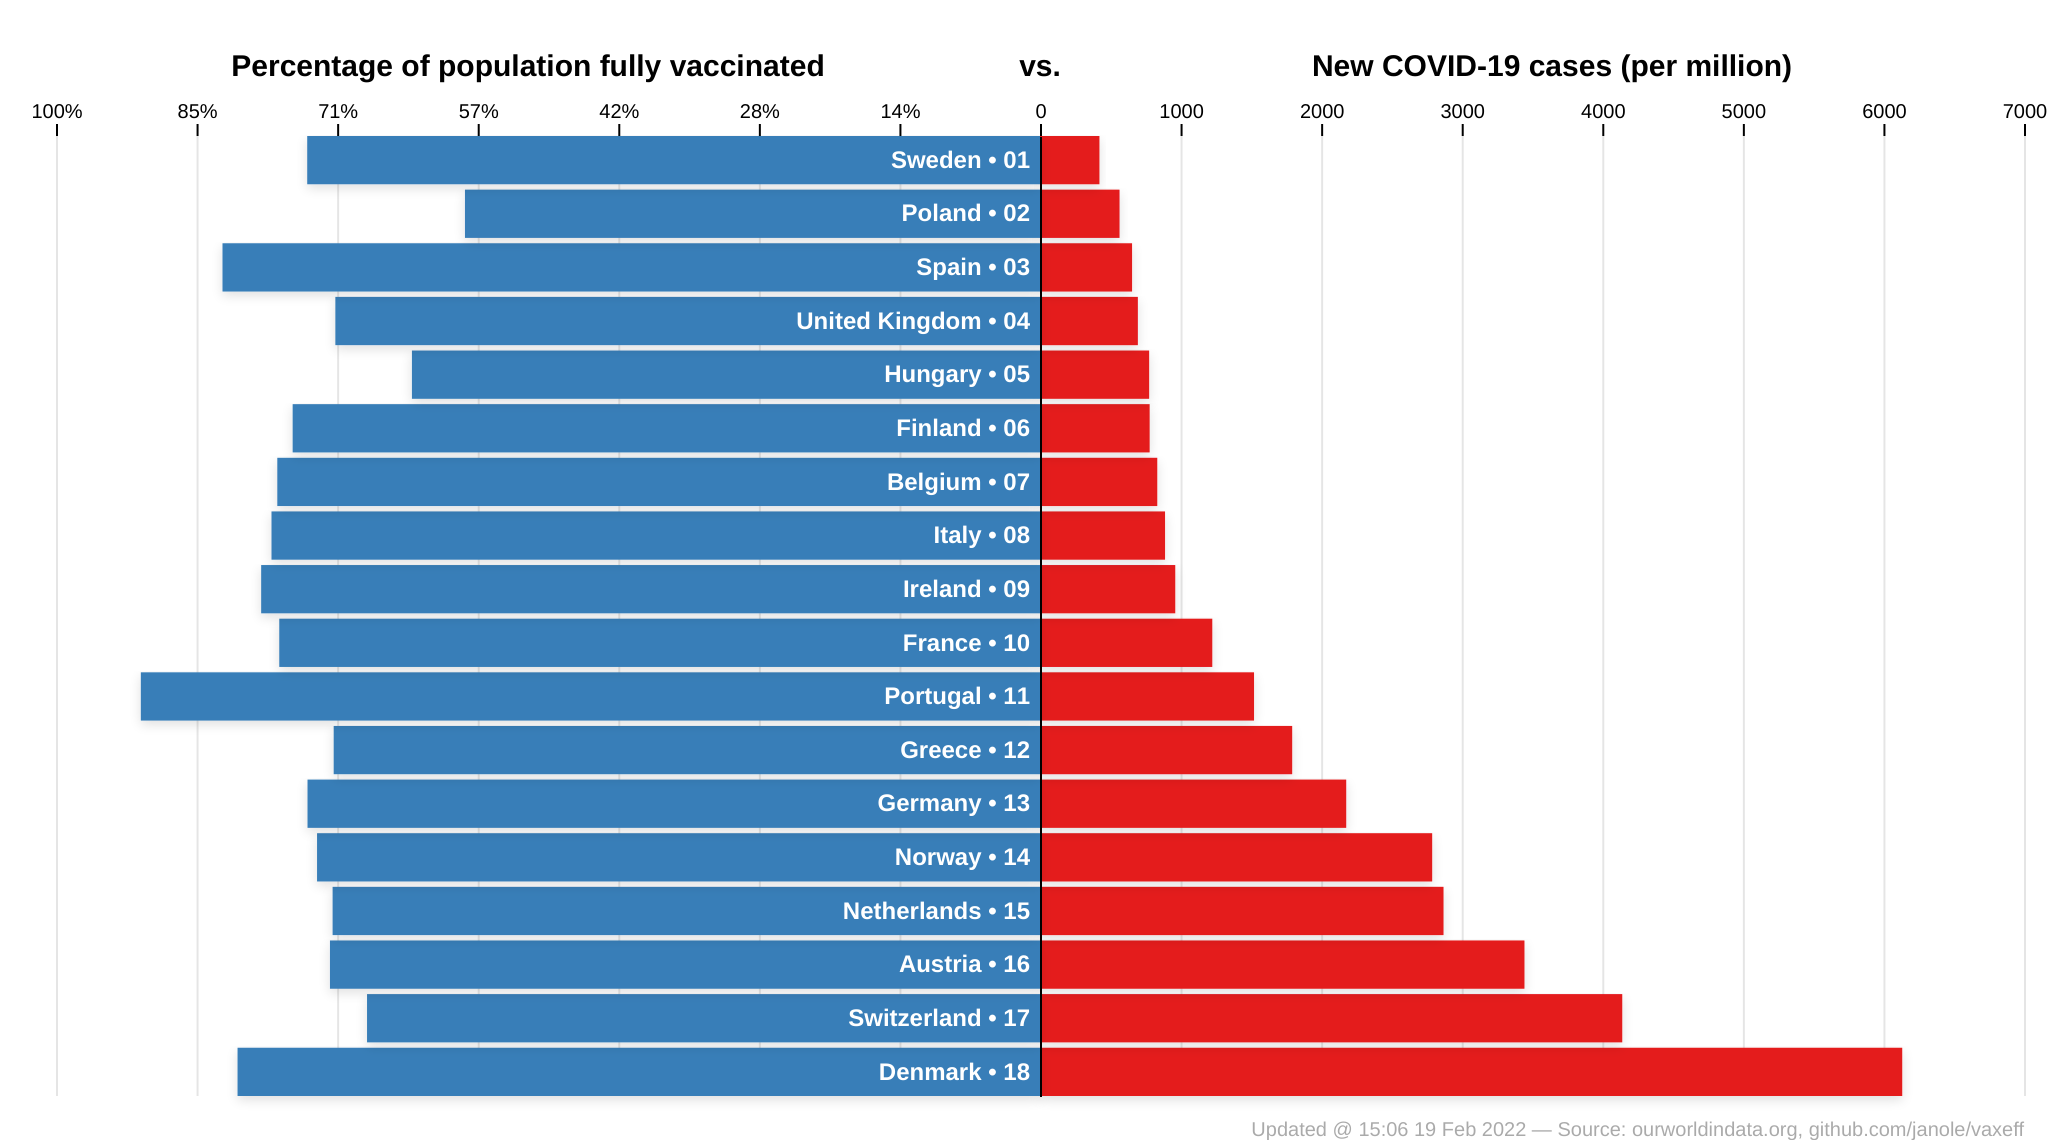 Percentage of population fully vaccinated vs. New COVID-19 cases (per million)
100% 85% 71% 57% 42% 28% 14% 0 1000 2000 3000 4000 5000 6000 7000
Sweden • 01
Poland • 02
Spain • 03
United Kingdom • 04
Hungary • 05
Finland • 06
Belgium • 07
Italy • 08
Ireland • 09
France • 10
Portugal • 11
Greece • 12
Germany • 13
Norway • 14
Netherlands • 15
Austria • 16
Switzerland • 17
Denmark • 18
Updated @ 15:06 19 Feb 2022 — Source: ourworldindata.org, github.com/janole/vaxeff